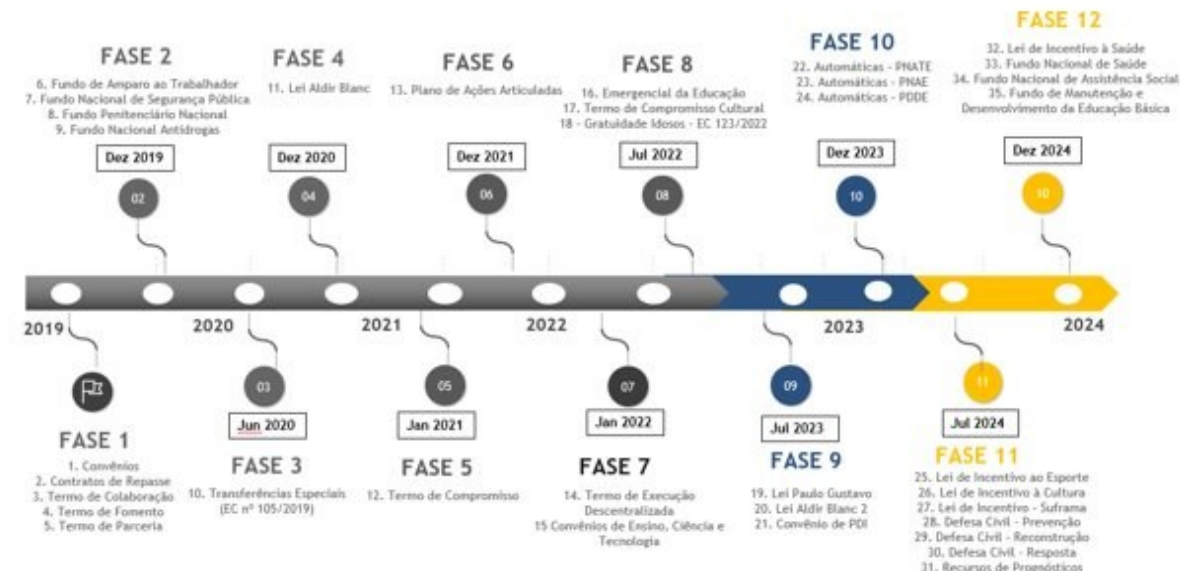 FASE 2
6. Fundo de Amparo ao Trabalhador
7. Fundo Nacional de Segurança Pública
8. Fundo Penitenciário Nacional
9. Fundo Nacional Antidrogas
Dez 2019
02
FASE 4
11. Lei Aldir Blanc
Dez 2020
04
FASE 6
13. Plano de Ações Articuladas
Dez 2021
06
FASE 8
16. Emergencial da Educação
17. Termo de Compromisso Cultural
18 - Gratuidade Idosos - EC 123/2022
Jul 2022
08
FASE 10
22. Automáticas - PNATE
23. Automáticas - PNAE
24. Automáticas - PDDE
Dez 2023
10
FASE 12
32. Lei de Incentivo à Saúde
33. Fundo Nacional de Saúde
34. Fundo Nacional de Assistência Social
35. Fundo de Manutenção e
Desenvolvimento da Educação Básica
Dez 2024
10
2019
2020
2021
2022
2023
2024
FASE 1
1. Convênios
2. Contratos de Repasse
3. Termo de Colaboração
4. Termo de Fomento
5. Termo de Parceria
03
Jun 2020
FASE 3
10. Transferências Especiais
(EC nº 105/2019)
05
Jan 2021
FASE 5
12. Termo de Compromisso
07
Jan 2022
FASE 7
14. Termo de Execução
Descentralizada
15 Convênios de Ensino, Ciência e
Tecnologia
09
Jul 2023
FASE 9
19. Lei Paulo Gustavo
20. Lei Aldir Blanc 2
21. Convênio de PDI
11
Jul 2024
FASE 11
25. Lei de Incentivo ao Esporte
26. Lei de Incentivo à Cultura
27. Lei de Incentivo - Suframa
28. Defesa Civil - Prevenção
29. Defesa Civil - Reconstrução
30. Defesa Civil - Resposta
31. Recursos de Prognósticos